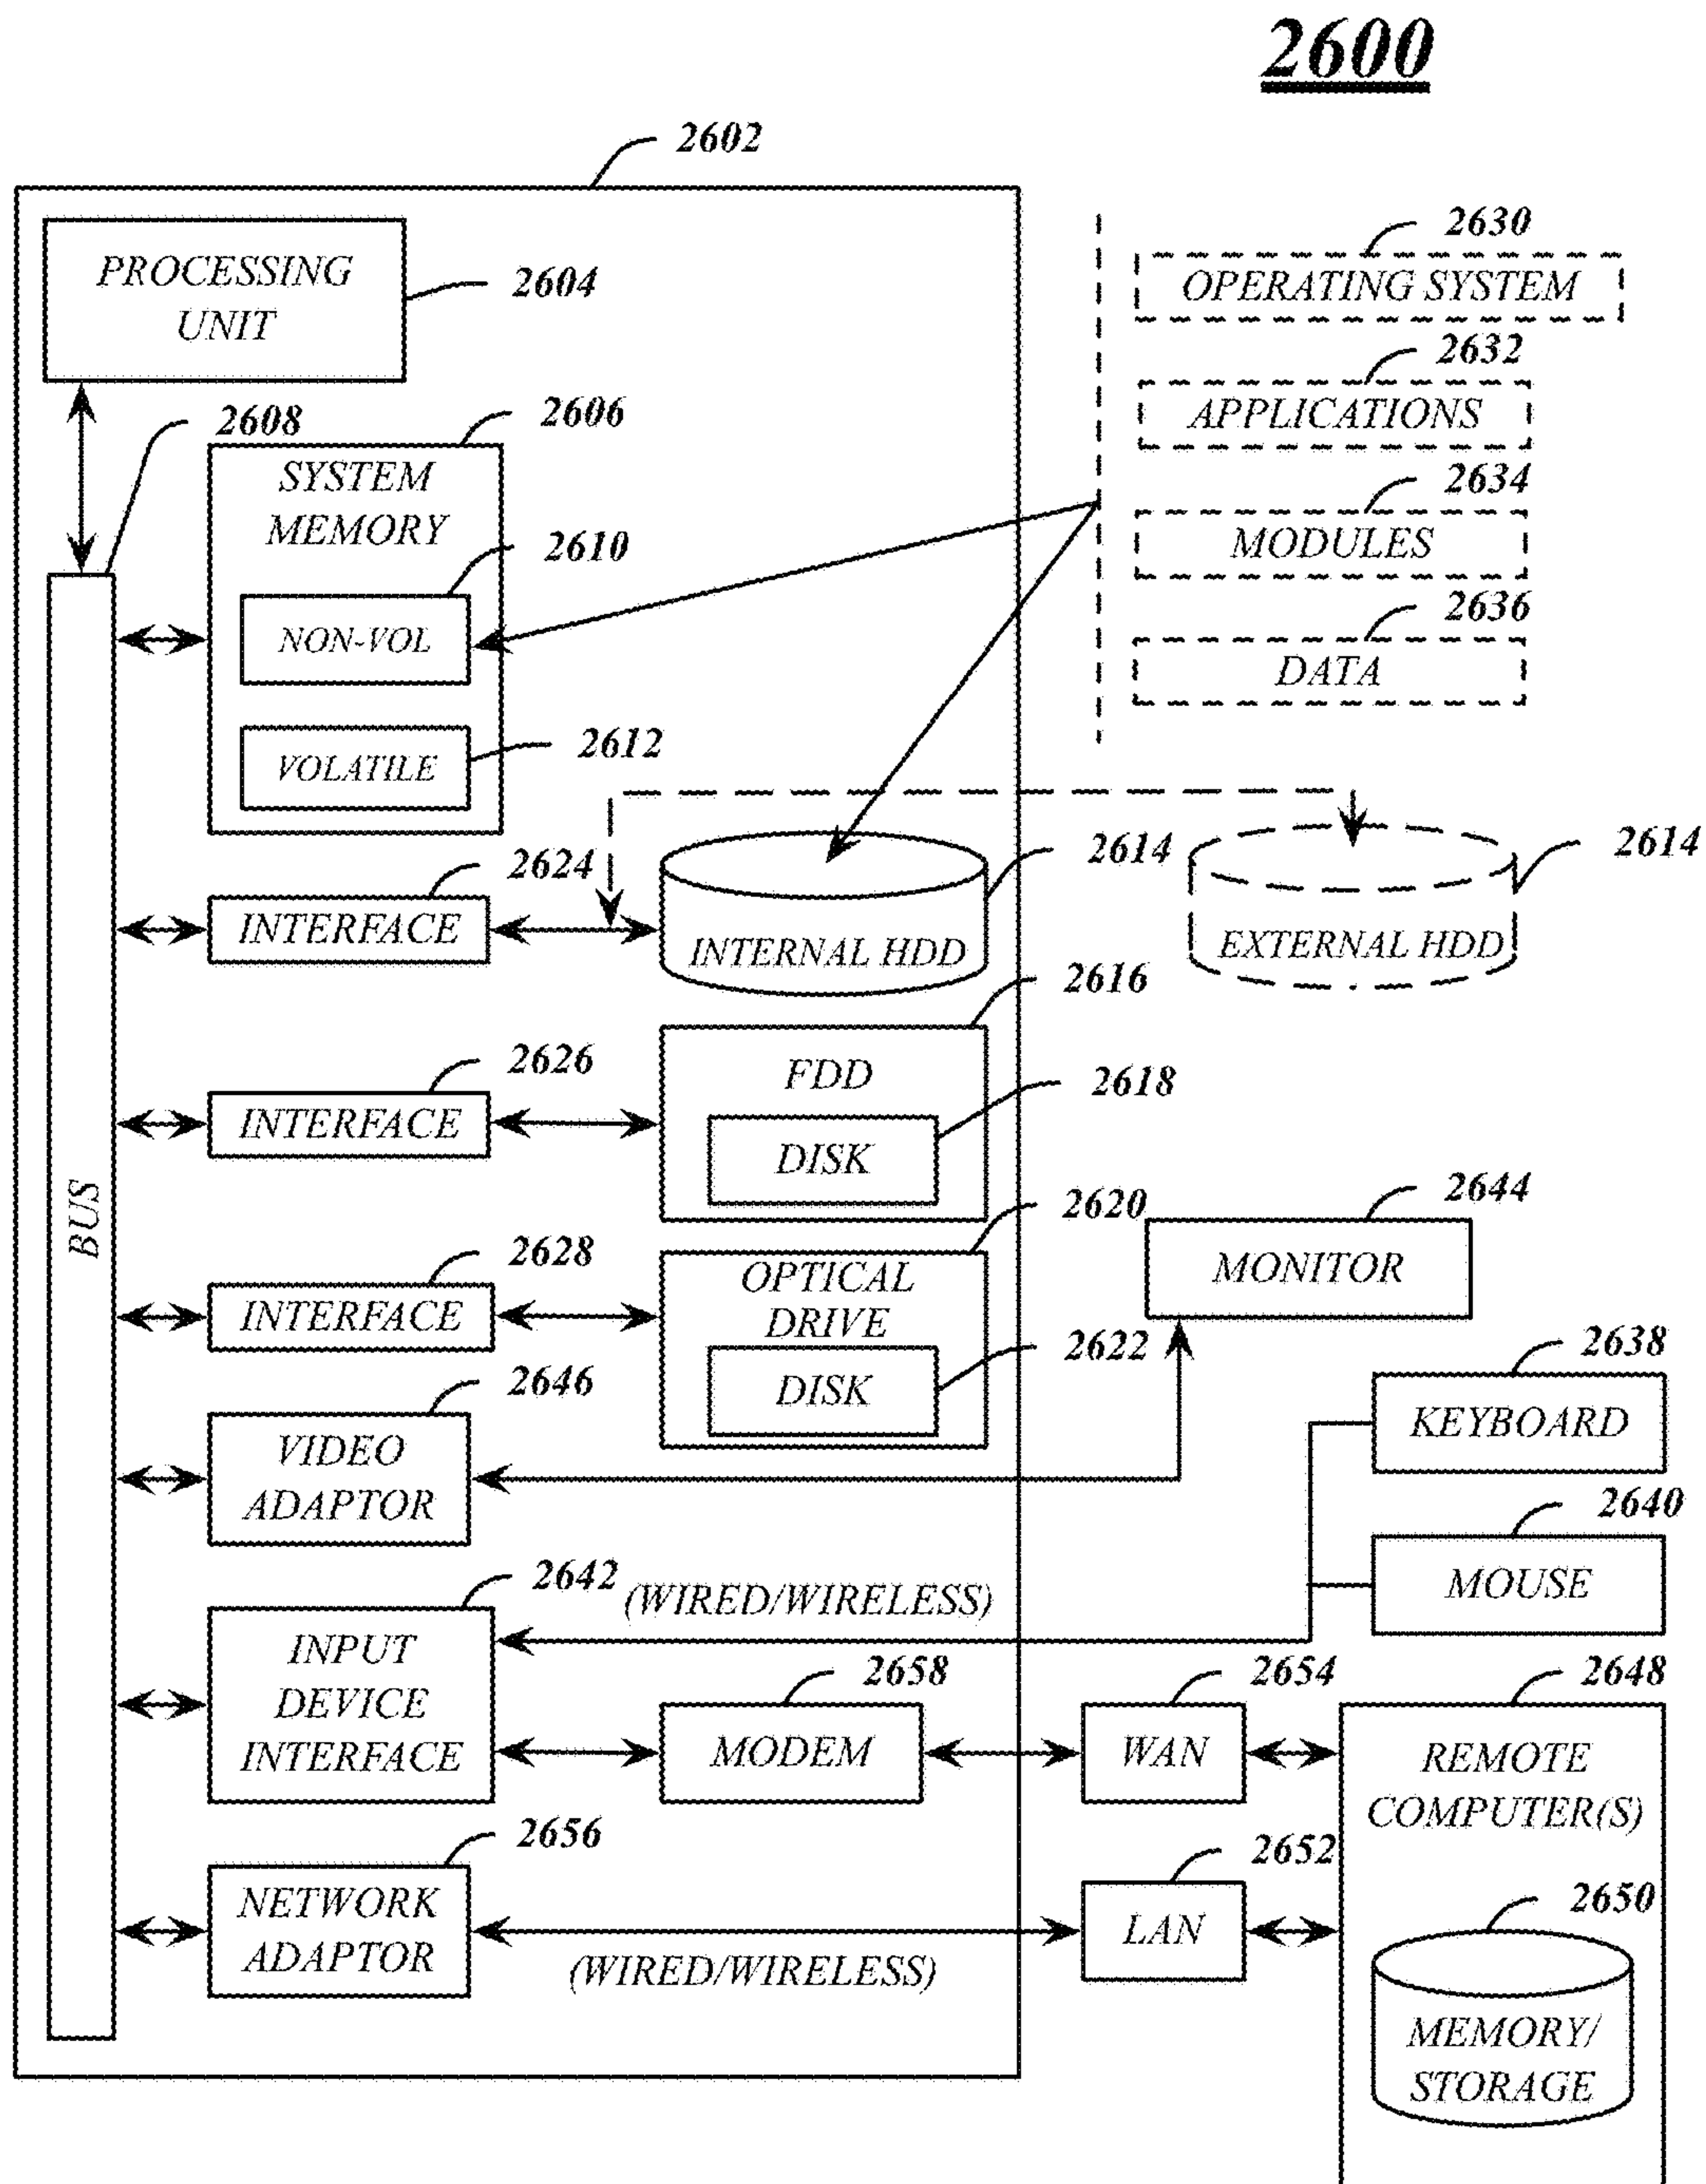 2600
2602
PROCESSING
UNIT
2604
2630
OPERATING SYSTEM
2632
APPLICATIONS
2634
MODULES
2636
DATA
2608
2606
SYSTEM
MEMORY
2610
NON-VOL
2612
VOLATILE
2624
INTERFACE
2614
INTERNAL HDD
2614
EXTERNAL HDD
2616
FDD
2618
DISK
2626
INTERFACE
BUS
2620
OPTICAL
DRIVE
2622
DISK
2628
INTERFACE
2644
MONITOR
2646
VIDEO
ADAPTOR
2638
KEYBOARD
2640
MOUSE
2642
(WIRED/WIRELESS)
INPUT
DEVICE
INTERFACE
2658
MODEM
2654
WAN
2648
REMOTE
COMPUTER(S)
2656
NETWORK
ADAPTOR
(WIRED/WIRELESS)
2652
LAN
2650
MEMORY/
STORAGE